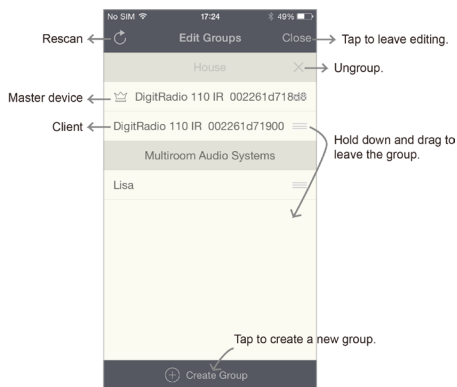 No SIM 17:24 49%
Rescan Edit Groups Close Tap to leave editing.
House Ungroup.
Master device DigitRadio 110 IR 002261d718d8
Client DigitRadio 110 IR 002261d71900
Hold down and drag to
leave the group.
Multiroom Audio Systems
Lisa
Tap to create a new group.
Create Group